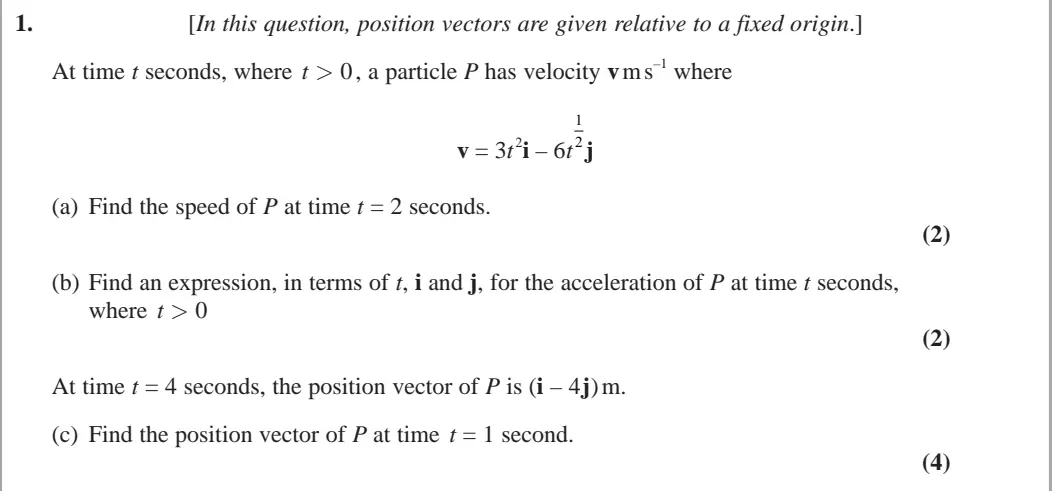 1. [In this question, position vectors are given relative to a fixed origin.]
At time t seconds, where t > 0, a particle P has velocity v m s⁻¹ where
v = 3t²i – 6t^(1/2) j
(a) Find the speed of P at time t = 2 seconds.
(2)
(b) Find an expression, in terms of t, i and j, for the acceleration of P at time t seconds,
where t > 0
(2)
At time t = 4 seconds, the position vector of P is (i – 4j) m.
(c) Find the position vector of P at time t = 1 second.
(4)